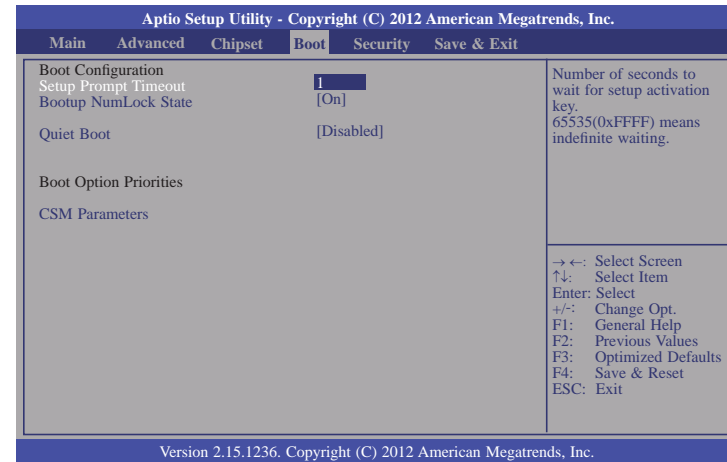 Aptio Setup Utility - Copyright (C) 2012 American Megatrends, Inc.
Main Advanced Chipset Boot Security Save & Exit
Boot Configuration
Setup Prompt Timeout 1
Bootup NumLock State [On]
Quiet Boot [Disabled]
Boot Option Priorities
CSM Parameters
Number of seconds to
wait for setup activation
key.
65535(0xFFFF) means
indefinite waiting.
→ ←: Select Screen
↑↓: Select Item
Enter: Select
+/-: Change Opt.
F1: General Help
F2: Previous Values
F3: Optimized Defaults
F4: Save & Reset
ESC: Exit
Version 2.15.1236. Copyright (C) 2012 American Megatrends, Inc.